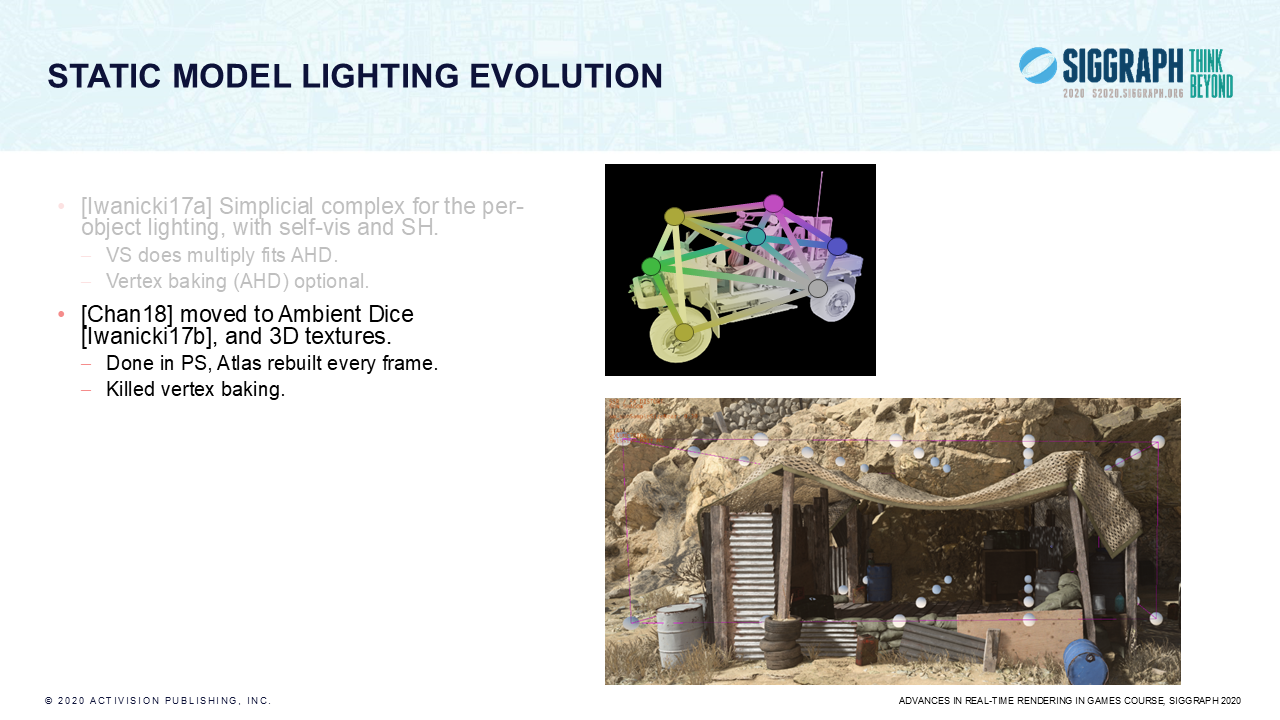 STATIC MODEL LIGHTING EVOLUTION
SIGGRAPH THINK BEYOND
2020 S2020.SIGGRAPH.ORG
• [Iwanicki17a] Simplicial complex for the per-
object lighting, with self-vis and SH.
– VS does multiply fits AHD.
– Vertex baking (AHD) optional.
• [Chan18] moved to Ambient Dice
[Iwanicki17b], and 3D textures.
– Done in PS, Atlas rebuilt every frame.
– Killed vertex baking.
© 2020 ACTIVISION PUBLISHING, INC.
ADVANCES IN REAL-TIME RENDERING IN GAMES COURSE, SIGGRAPH 2020